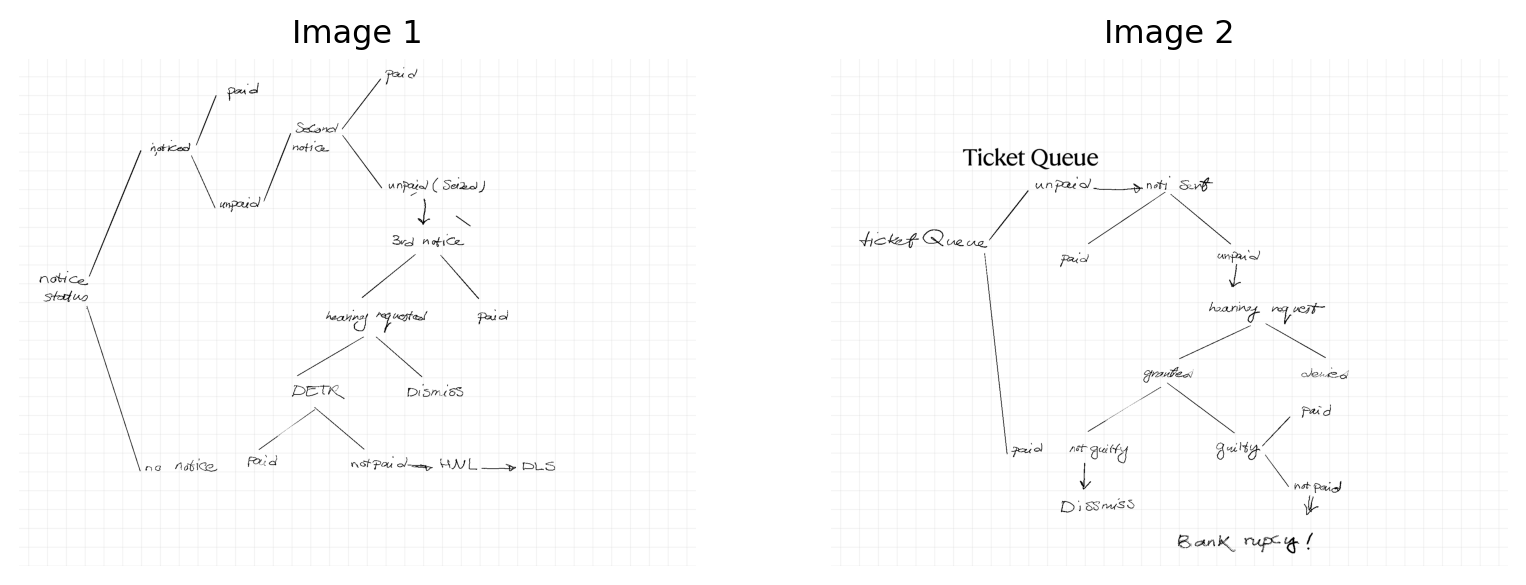 Image 1
paid
Second
notice
noticed
unpaid (Seized)
unpaid
3rd notice
notice
status
hearing requested
paid
DETR
Dismiss
no notice
paid
not paid
HNL
DLS
Image 2
Ticket Queue
unpaid
noti sent
ticket Queue
paid
unpaid
hearing request
granted
denied
paid
paid
not guilty
guilty
not paid
Dissmiss
Bank rupcy!
paid